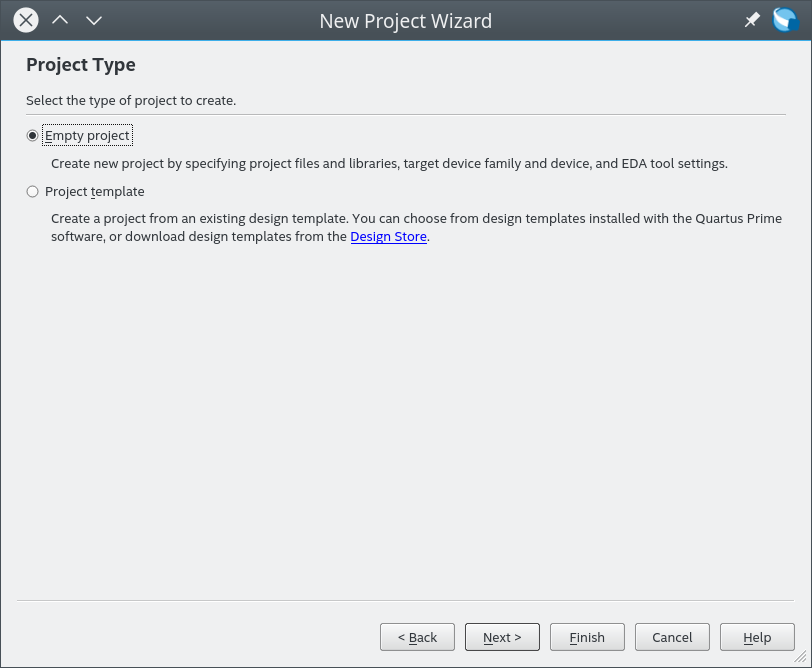 New Project Wizard
Project Type
Select the type of project to create.
Empty project
Create new project by specifying project files and libraries, target device family and device, and EDA tool settings.
Project template
Create a project from an existing design template. You can choose from design templates installed with the Quartus Prime
software, or download design templates from the Design Store.
< Back Next > Finish Cancel Help